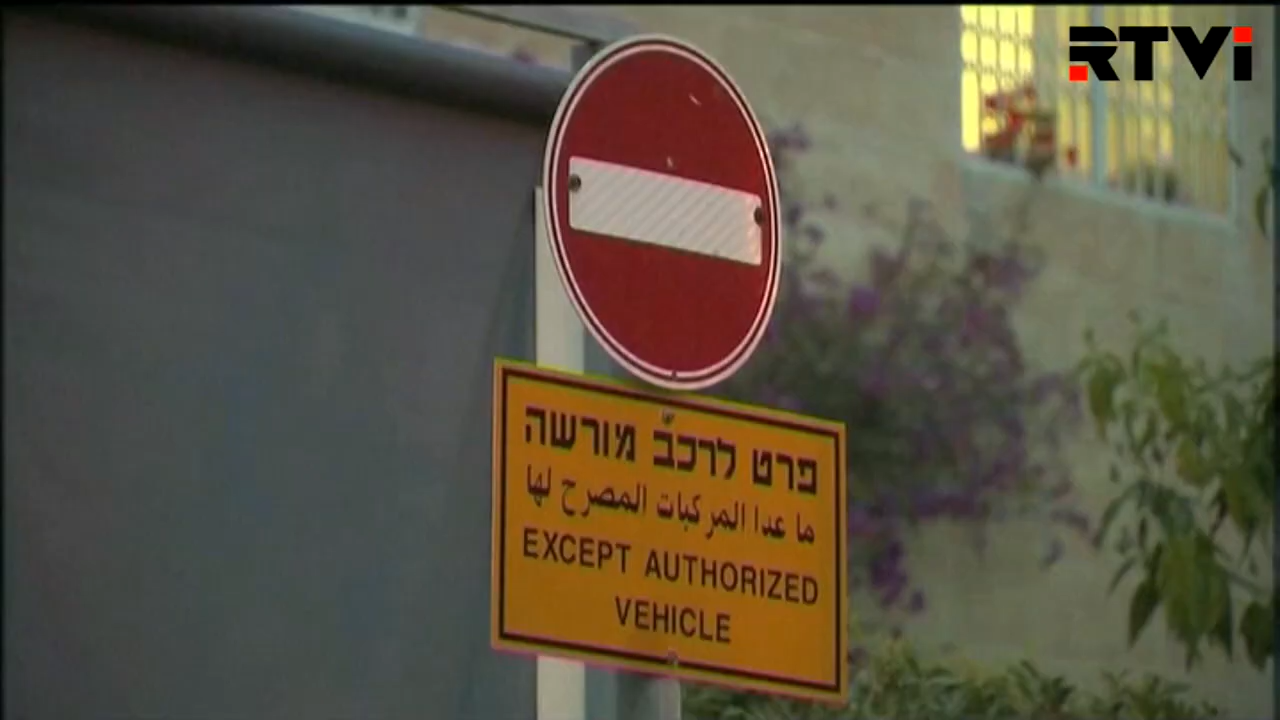 RTVi
פרט לרכב מורשה
ما عدا المركبات المصرح لها
EXCEPT AUTHORIZED
VEHICLE